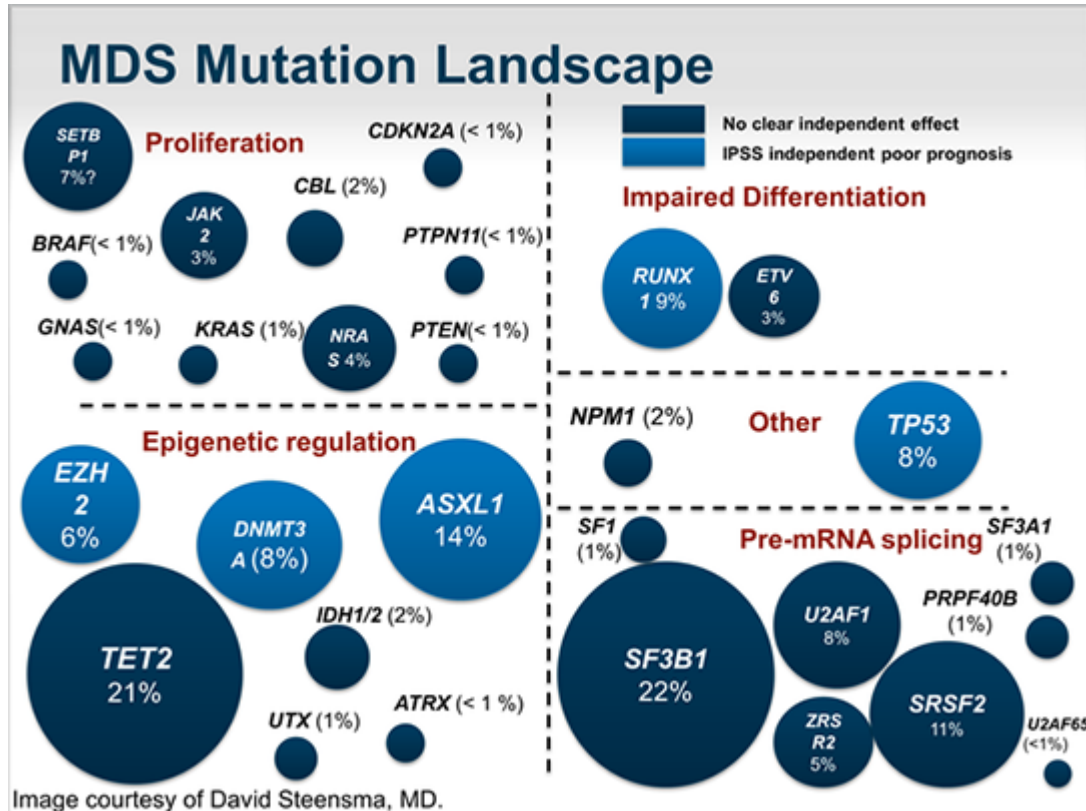 MDS Mutation Landscape
SETB
P1
7%?
Proliferation
CDKN2A (< 1%)
JAK
2
3%
CBL (2%)
BRAF(< 1%)
PTPN11(< 1%)
GNAS(< 1%)
KRAS (1%)
NRA
S 4%
PTEN(< 1%)
No clear independent effect
IPSS independent poor prognosis
Impaired Differentiation
RUNX
1 9%
ETV
6
3%
NPM1 (2%)
Other
TP53
8%
Epigenetic regulation
EZH
2
6%
DNMT3
A (8%)
ASXL1
14%
TET2
21%
IDH1/2 (2%)
UTX (1%)
ATRX (< 1 %)
SF1
(1%)
Pre-mRNA splicing
SF3A1
(1%)
U2AF1
8%
PRPF40B
(1%)
SF3B1
22%
SRSF2
11%
ZRS
R2
5%
U2AF65
(<1%)
Image courtesy of David Steensma, MD.